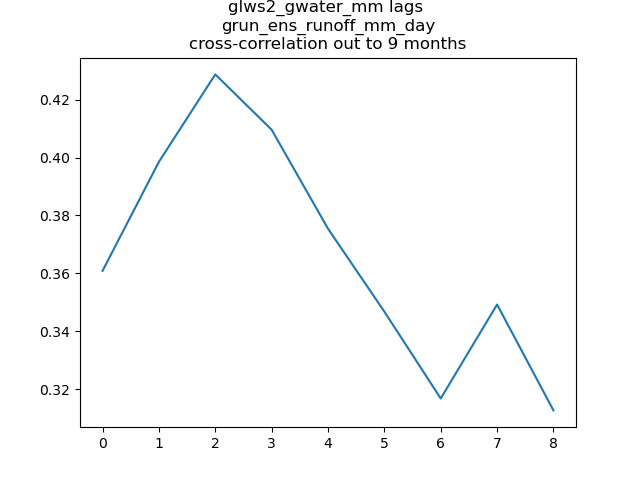 glws2_gwater_mm lags
grun_ens_runoff_mm_day
cross-correlation out to 9 months
0.42
0.40
0.38
0.36
0.34
0.32
0 1 2 3 4 5 6 7 8